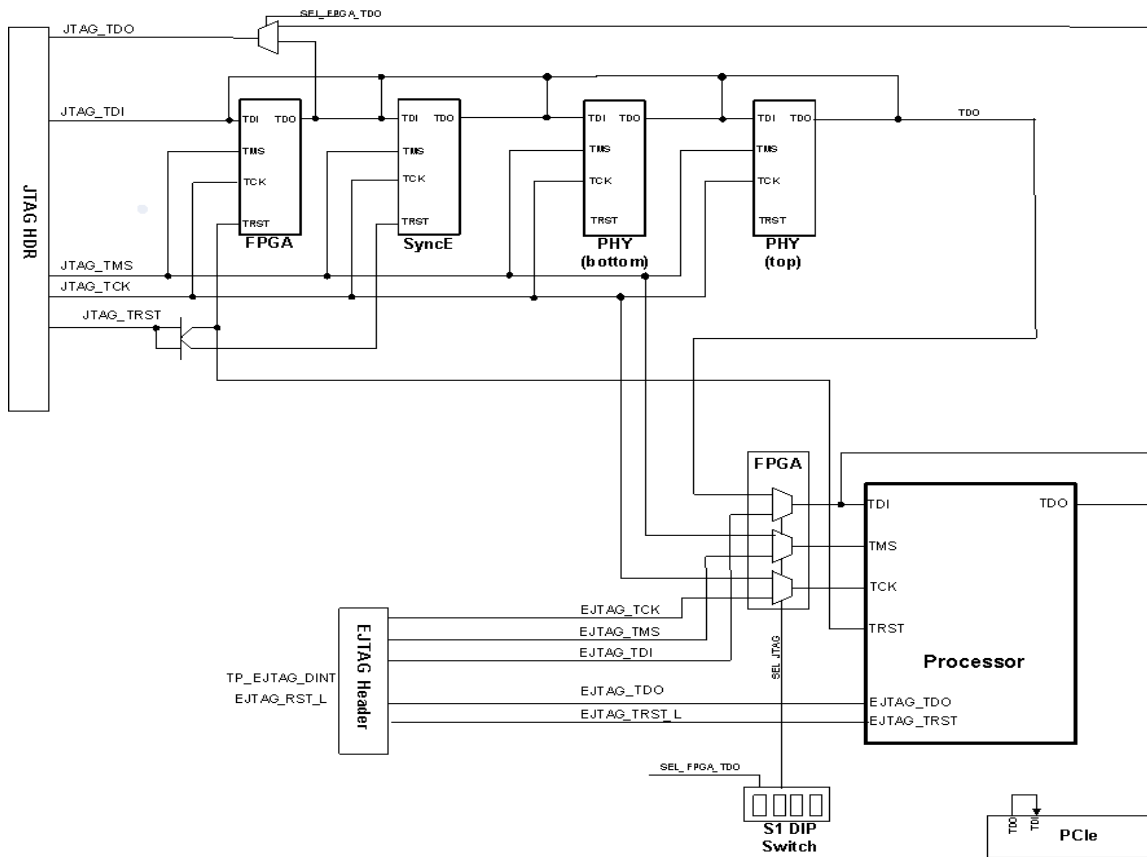 SEL_FPGA_TDO
JTAG_TDO
JTAG_TDI
TDI TDO
TMS
TCK
TRST
FPGA
TDI TDO
TMS
TCK
TRST
SyncE
TDI TDO
TMS
TCK
TRST
PHY
(bottom)
TDI TDO
TMS
TCK
TRST
PHY
(top)
TDO
JTAG HDR
JTAG_TMS
JTAG_TCK
JTAG_TRST
FPGA
TDI TDO
TMS
TCK
TRST
Processor
EJTAG_TDO
EJTAG_TRST
EJTAG_TCK
EJTAG_TMS
EJTAG_TDI
EJTAG_TDO
EJTAG_TRST_L
EJTAG Header
TP_EJTAG_DINT
EJTAG_RST_L
SEL JTAG
SEL_FPGA_TDO
S1 DIP
Switch
TDO TDI
PCIe